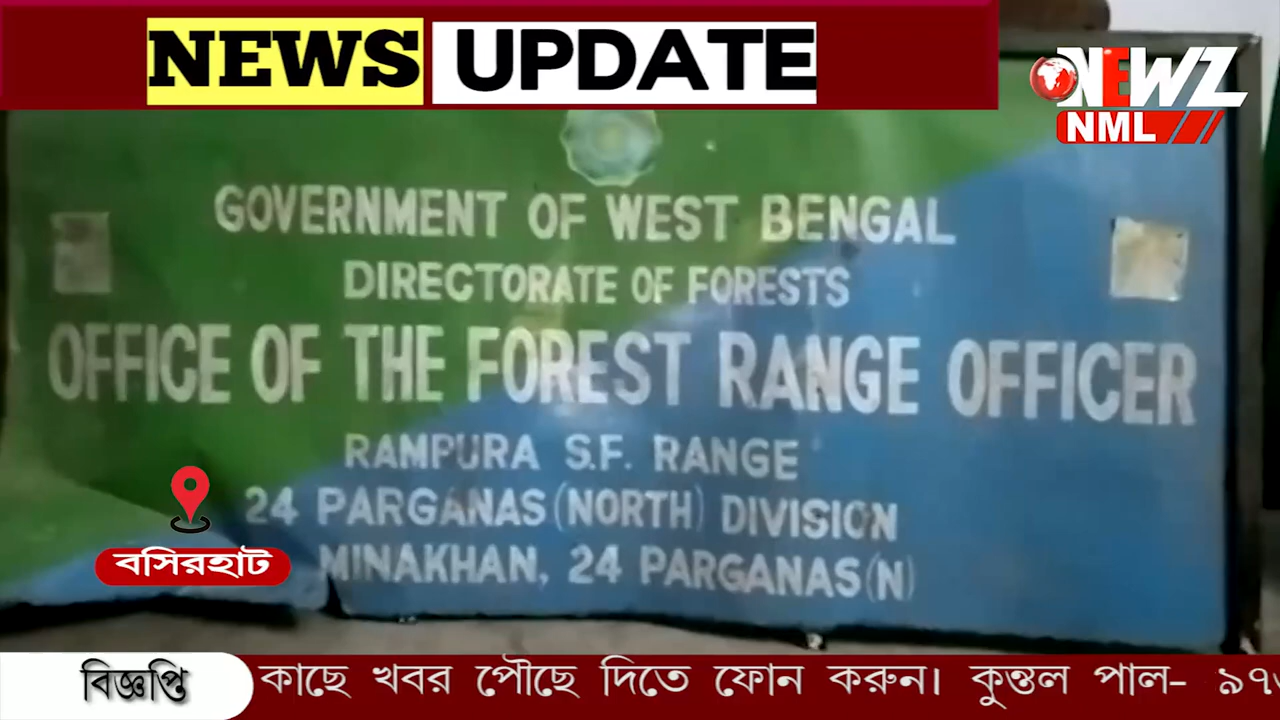 NEWS UPDATE
NEWZ
NML
GOVERNMENT OF WEST BENGAL
DIRECTORATE OF FORESTS
OFFICE OF THE FOREST RANGE OFFICER
RAMPURA S.F. RANGE
24 PARGANAS (NORTH) DIVISION
MINAKHAN, 24 PARGANAS (N)
বসিরহাট
বিজ্ঞপ্তি
কাছে খবর পৌছে দিতে ফোন করুন। কুন্তল পাল- ৯৭